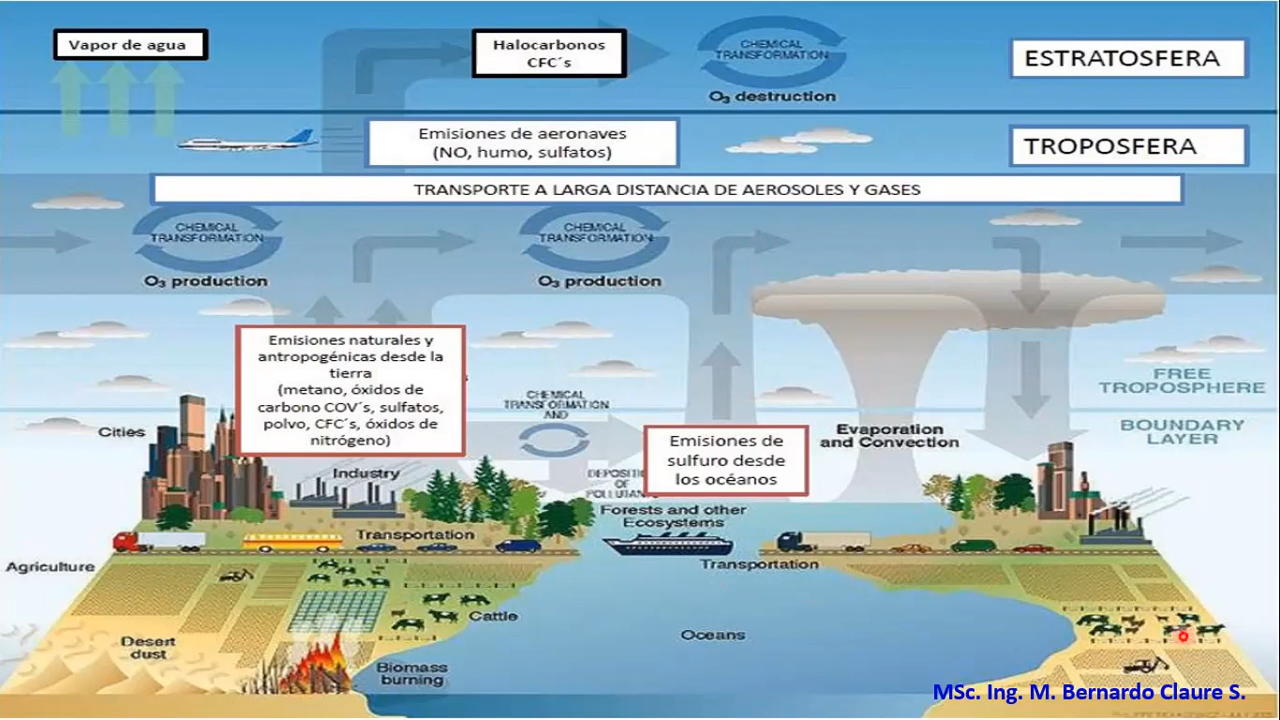 Vapor de agua
Halocarbonos
CFC´s
CHEMICAL
TRANSFORMATION
O₃ destruction
ESTRATOSFERA
Emisiones de aeronaves
(NO, humo, sulfatos)
TROPOSFERA
TRANSPORTE A LARGA DISTANCIA DE AEROSOLES Y GASES
CHEMICAL
TRANSFORMATION
O₃ production
CHEMICAL
TRANSFORMATION
O₃ production
Emisiones naturales y
antropogénicas desde la
tierra
(metano, óxidos de
carbono COV´s, sulfatos,
polvo, CFC´s, óxidos de
nitrógeno)
FREE
TROPOSPHERE
BOUNDARY
LAYER
CHEMICAL
TRANSFORMATION
AND
DEPOSITION
OF
POLLUTANTS
Cities
Industry
Emisiones de
sulfuro desde
los océanos
Evaporation
and Convection
Forests and other
Ecosystems
Transportation
Transportation
Agriculture
Cattle
Oceans
Desert
dust
Biomass
burning
MSc. Ing. M. Bernardo Claure S.